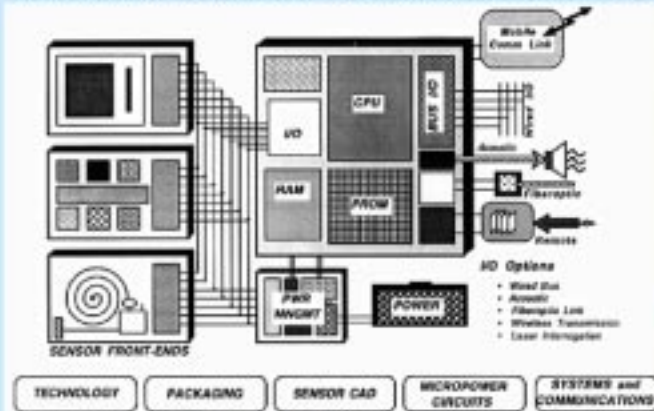 Mobile
Comm Link
CPU
BUS I/O
I/O
Wired I/O
Acoustic
RAM
PROM
Fiberoptic
Remote
I/O Options
• Wired Bus
• Acoustic
• Fiberoptic Link
• Wireless Transmission
• Laser Interrogation
PWR
MNGMT
POWER
SENSOR FRONT-ENDS
TECHNOLOGY
PACKAGING
SENSOR CAD
MICROPOWER
CIRCUITS
SYSTEMS and
COMMUNICATIONS